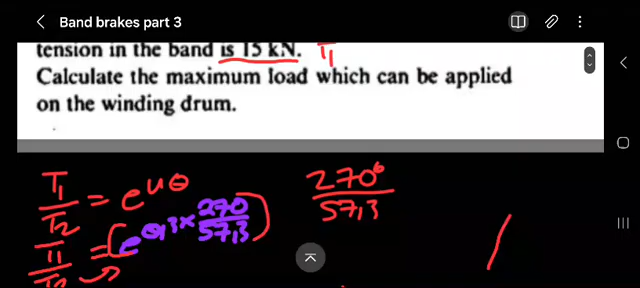 Band brakes part 3
tension in the band is 15 kN. T1
Calculate the maximum load which can be applied
on the winding drum.
T1/T2 = e^uθ
270°/57,3
T1/T2 = (e^0,3 × 270/57,3)